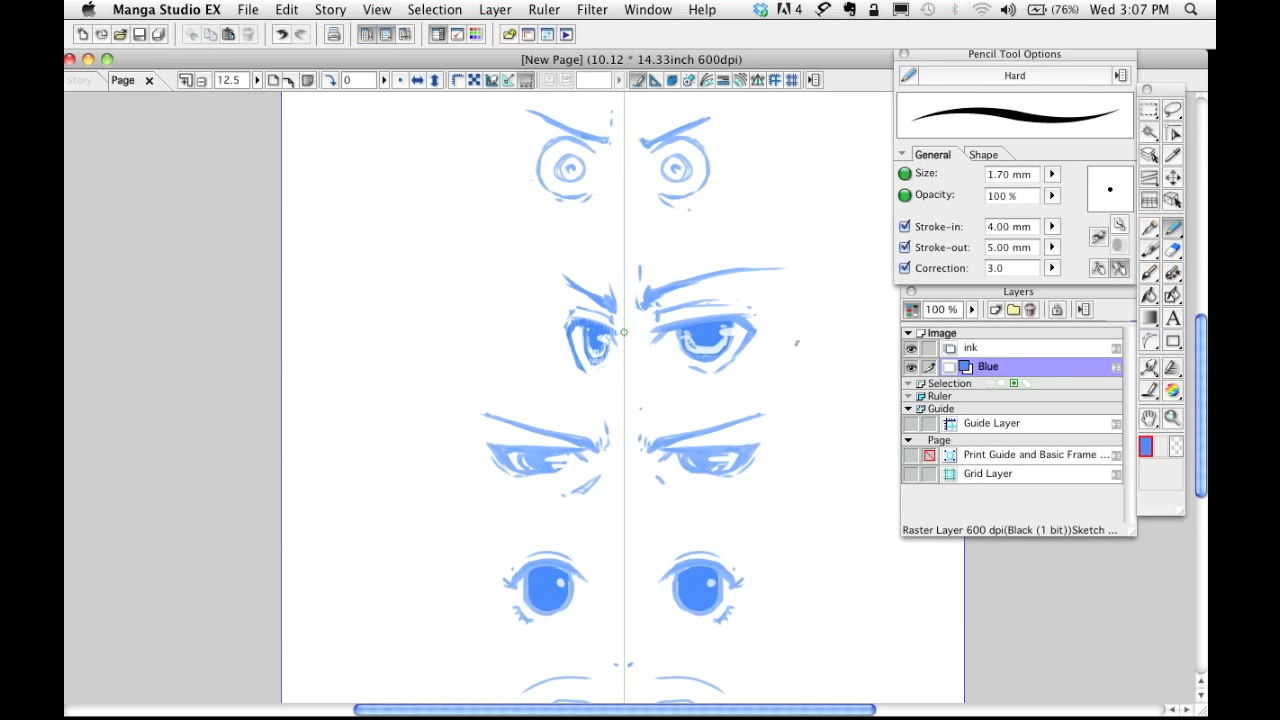 Manga Studio EX File Edit Story View Selection Layer Ruler Filter Window Help 4 (76%) Wed 3:07 PM
[New Page] (10.12 * 14.33inch 600dpi)
Story Page 12.5 0
Pencil Tool Options
Hard
General Shape
Size: 1.70 mm
Opacity: 100 %
Stroke-in: 4.00 mm
Stroke-out: 5.00 mm
Correction: 3.0
Layers
100 %
Image
ink
Blue
Selection
Ruler
Guide
Guide Layer
Page
Print Guide and Basic Frame ...
Grid Layer
Raster Layer 600 dpi(Black (1 bit))Sketch ...
A